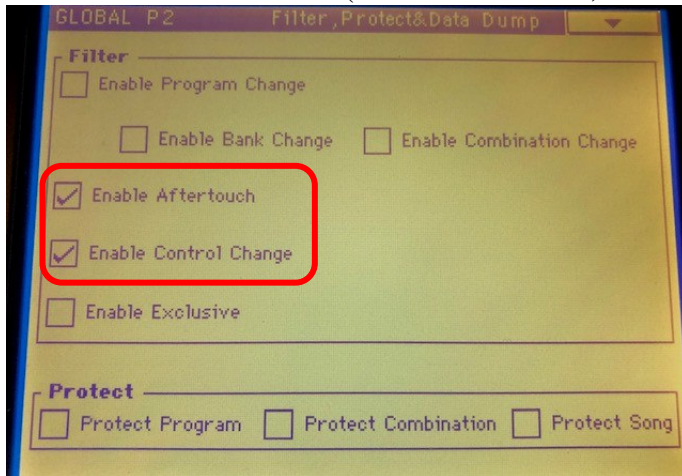 GLOBAL P2 Filter,Protect&Data Dump
Filter
Enable Program Change
Enable Bank Change Enable Combination Change
Enable Aftertouch
Enable Control Change
Enable Exclusive
Protect
Protect Program Protect Combination Protect Song